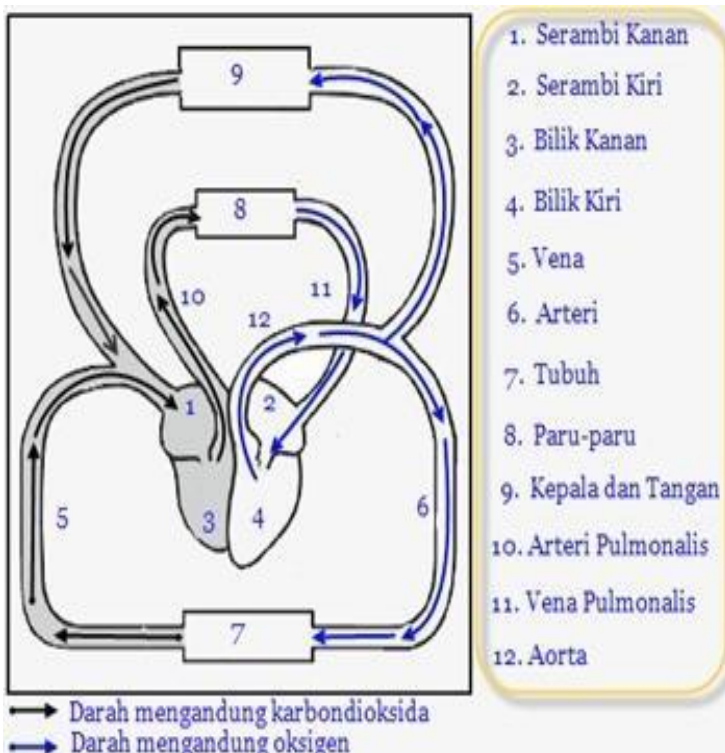 9
8
10
11
12
1
2
5
3
4
6
7
1. Serambi Kanan
2. Serambi Kiri
3. Bilik Kanan
4. Bilik Kiri
5. Vena
6. Arteri
7. Tubuh
8. Paru-paru
9. Kepala dan Tangan
10. Arteri Pulmonalis
11. Vena Pulmonalis
12. Aorta
Darah mengandung karbondioksida
Darah mengandung oksigen